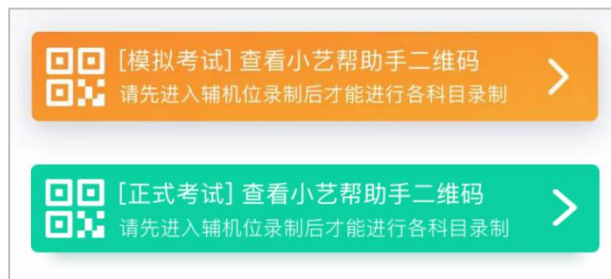 [模拟考试] 查看小艺帮助手二维码
请先进入辅机位录制后才能进行各科目录制
[正式考试] 查看小艺帮助手二维码
请先进入辅机位录制后才能进行各科目录制